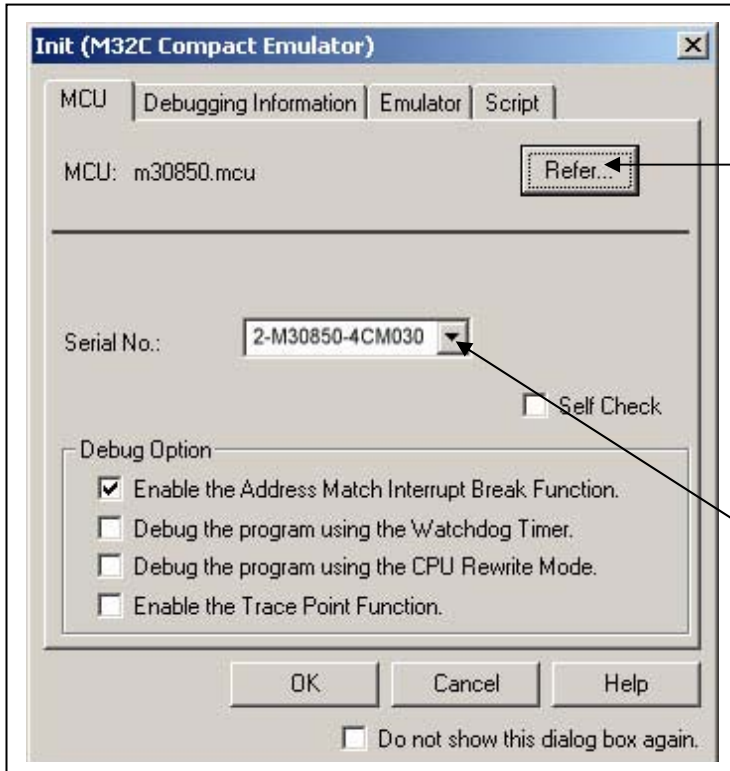 Init (M32C Compact Emulator)
MCU Debugging Information Emulator Script
MCU: m30850.mcu Refer...
Serial No.: 2-M30850-4CM030
Self Check
Debug Option
Enable the Address Match Interrupt Break Function.
Debug the program using the Watchdog Timer.
Debug the program using the CPU Rewrite Mode.
Enable the Trace Point Function.
OK Cancel Help
Do not show this dialog box again.